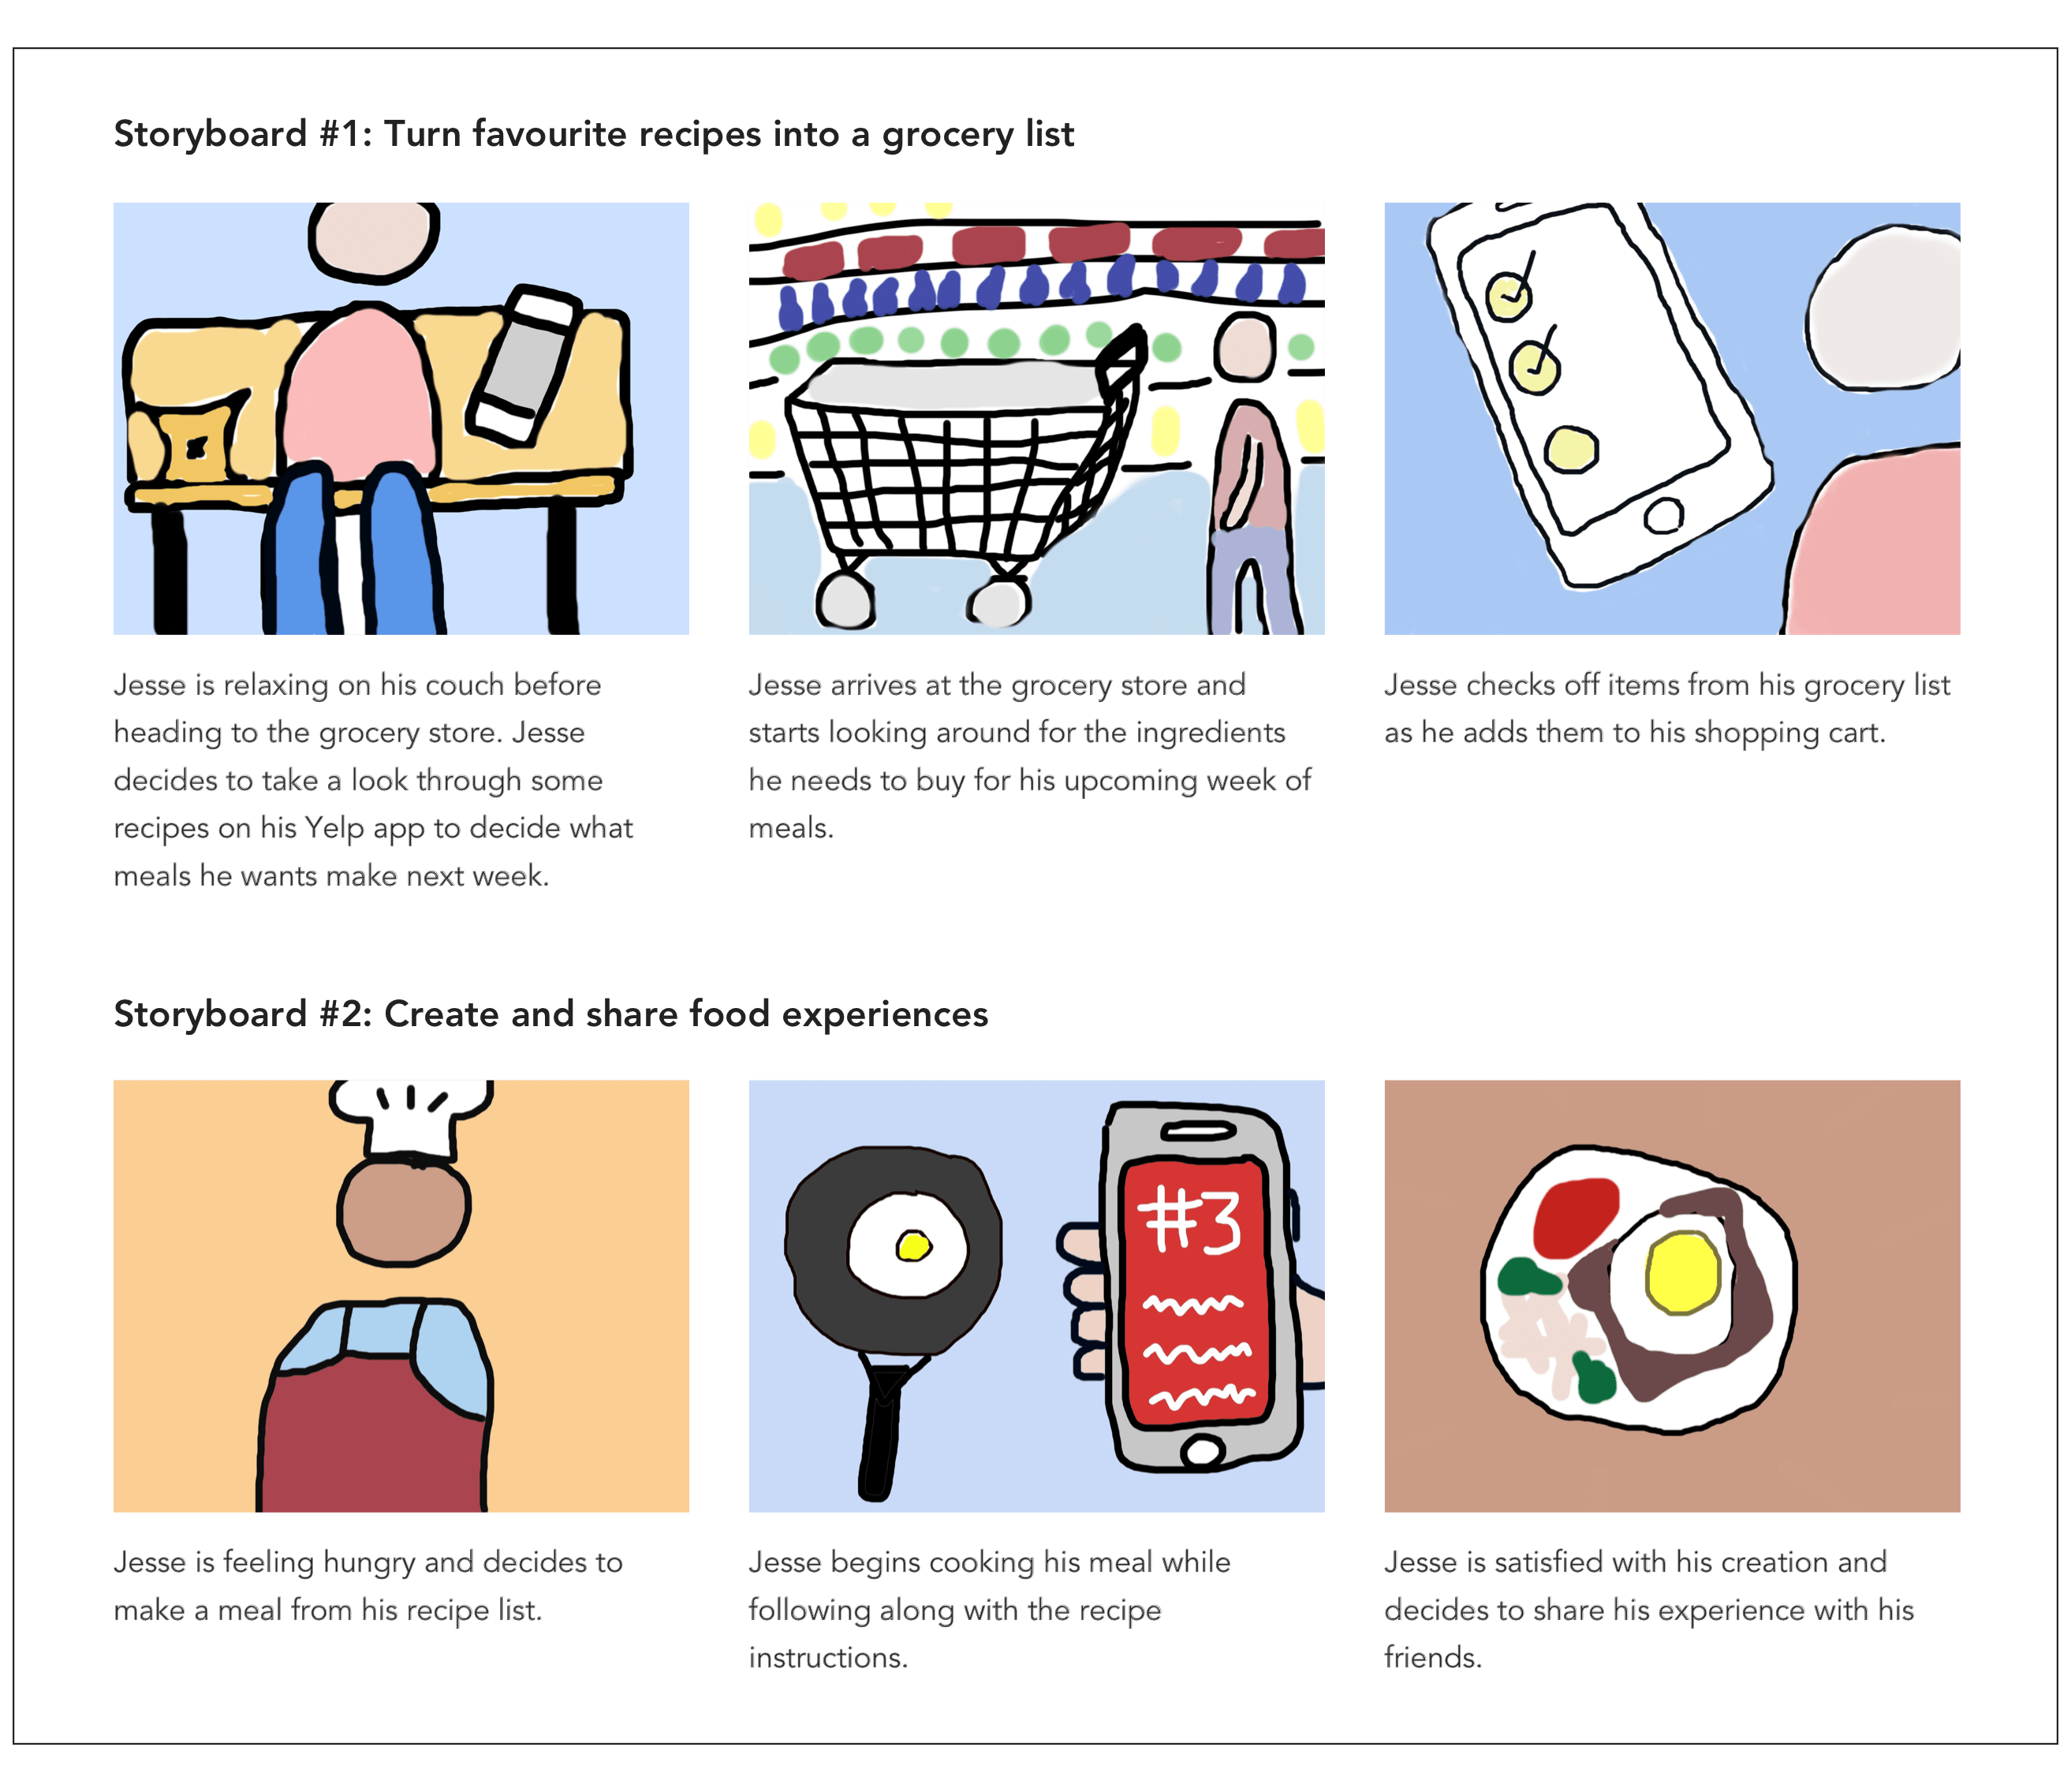 Storyboard #1: Turn favourite recipes into a grocery list
Jesse is relaxing on his couch before
heading to the grocery store. Jesse
decides to take a look through some
recipes on his Yelp app to decide what
meals he wants make next week.
Jesse arrives at the grocery store and
starts looking around for the ingredients
he needs to buy for his upcoming week of
meals.
Jesse checks off items from his grocery list
as he adds them to his shopping cart.
Storyboard #2: Create and share food experiences
#3
Jesse is feeling hungry and decides to
make a meal from his recipe list.
Jesse begins cooking his meal while
following along with the recipe
instructions.
Jesse is satisfied with his creation and
decides to share his experience with his
friends.